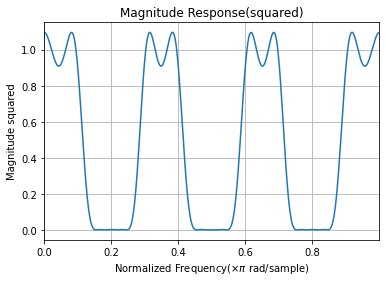 Magnitude Response(squared)
Magnitude squared
1.0
0.8
0.6
0.4
0.2
0.0
0.0 0.2 0.4 0.6 0.8
Normalized Frequency(×π rad/sample)